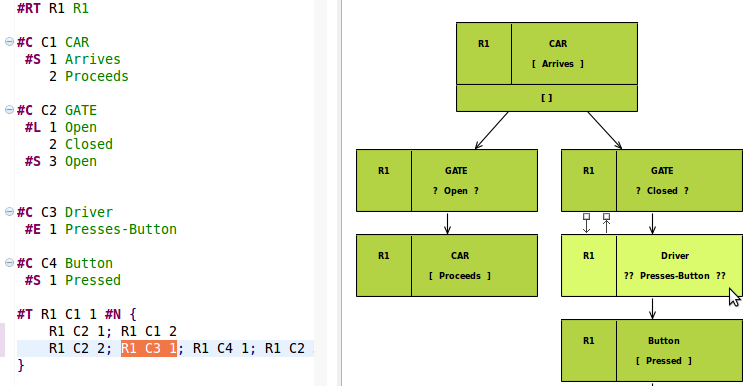 #RT R1 R1
#C C1 CAR
#S 1 Arrives
2 Proceeds
#C C2 GATE
#L 1 Open
2 Closed
#S 3 Open
#C C3 Driver
#E 1 Presses-Button
#C C4 Button
#S 1 Pressed
#T R1 C1 1 #N {
R1 C2 1; R1 C1 2
R1 C2 2; R1 C3 1; R1 C4 1; R1 C2
}
R1 CAR
[ Arrives ]
[ ]
R1 GATE
? Open ?
R1 GATE
? Closed ?
R1 CAR
[ Proceeds ]
R1 Driver
?? Presses-Button ??
R1 Button
[ Pressed ]